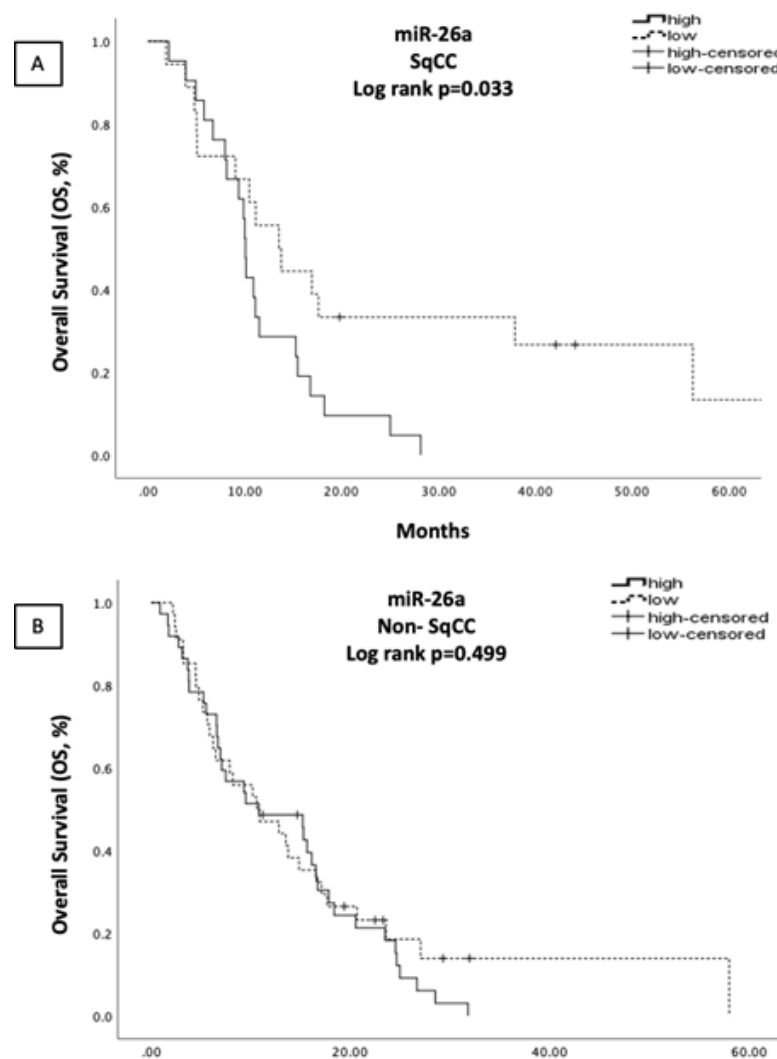 A
miR-26a
SqCC
Log rank p=0.033
high
low
high-censored
low-censored
Overall Survival (OS, %)
1.0
0.8
0.6
0.4
0.2
0.0
.00 10.00 20.00 30.00 40.00 50.00 60.00
Months
B
miR-26a
Non- SqCC
Log rank p=0.499
high
low
high-censored
low-censored
Overall Survival (OS, %)
1.0
0.8
0.6
0.4
0.2
0.0
.00 20.00 40.00 60.00